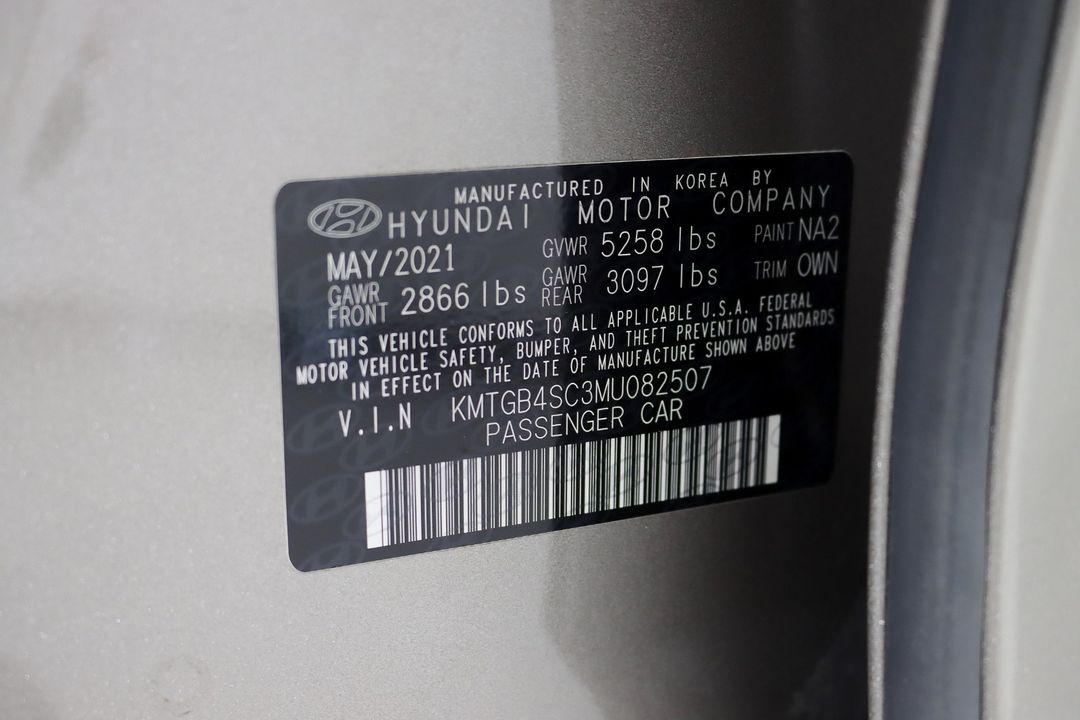 MANUFACTURED IN KOREA BY
HYUNDAI MOTOR COMPANY
MAY/2021 GVWR 5258 lbs PAINT NA2
GAWR FRONT 2866 lbs GAWR REAR 3097 lbs TRIM OWN
THIS VEHICLE CONFORMS TO ALL APPLICABLE U.S.A. FEDERAL
MOTOR VEHICLE SAFETY, BUMPER, AND THEFT PREVENTION STANDARDS
IN EFFECT ON THE DATE OF MANUFACTURE SHOWN ABOVE
V.I.N KMTGB4SC3MU082507
PASSENGER CAR